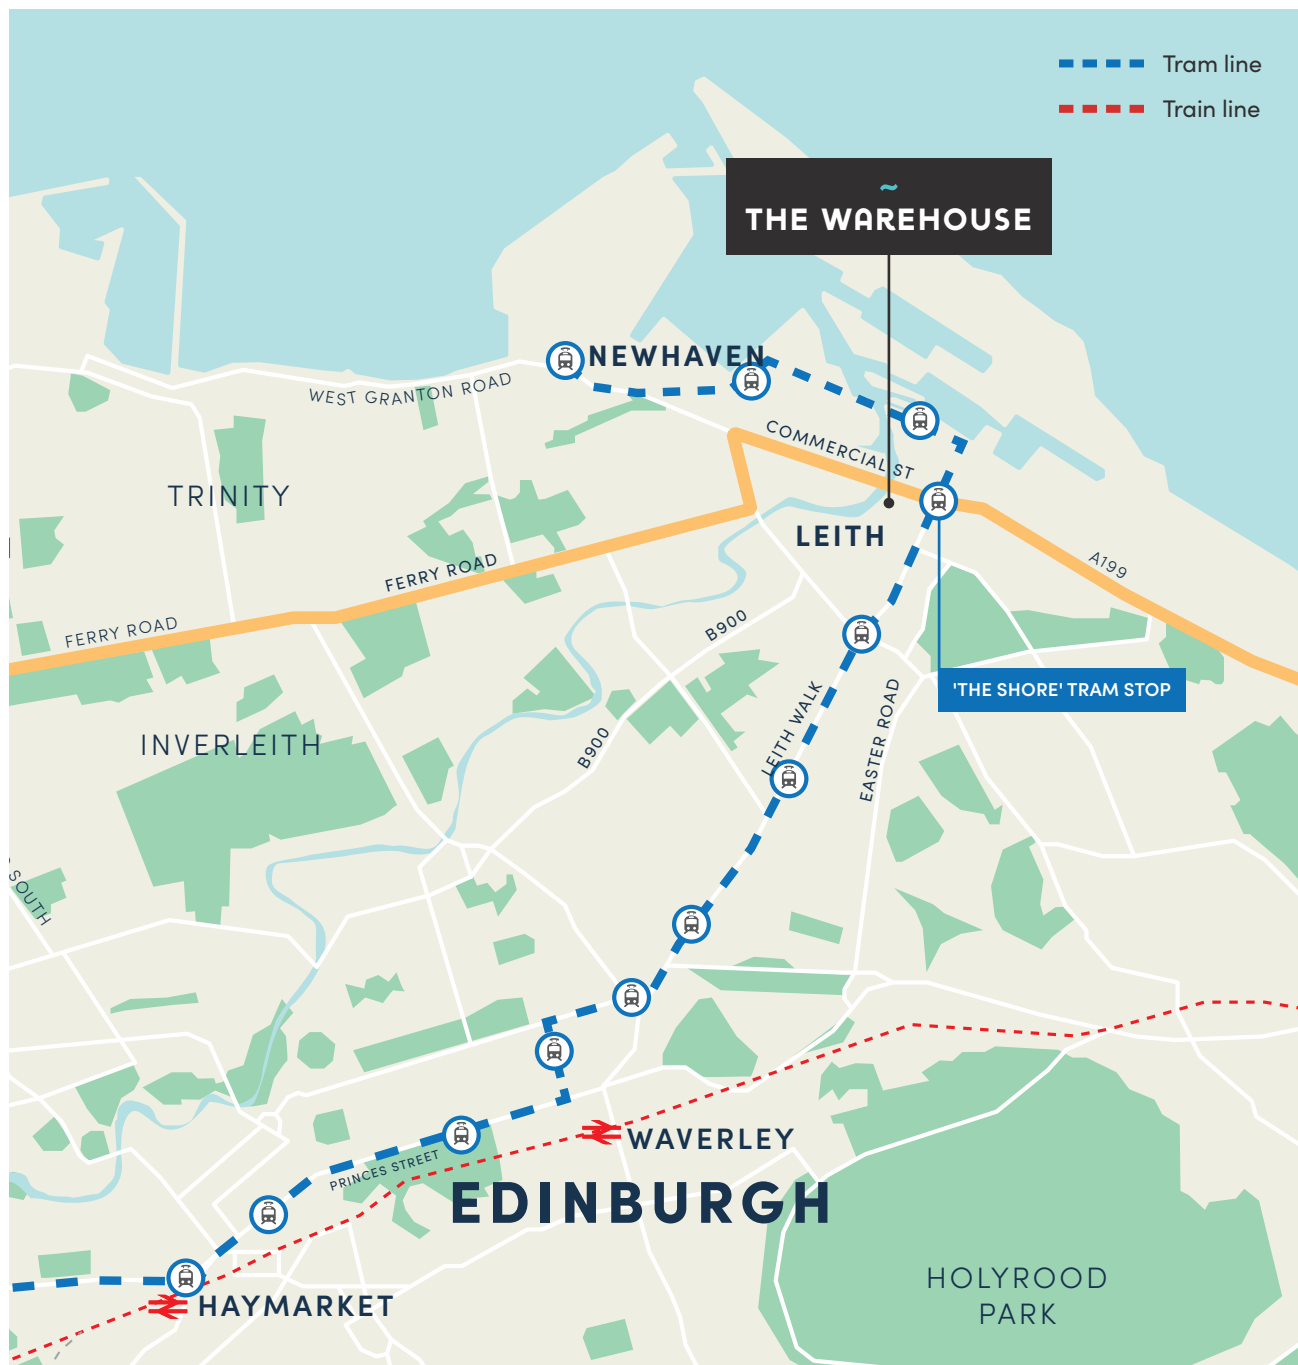 Tram line
Train line
~
THE WAREHOUSE
NEWHAVEN
WEST GRANTON ROAD
COMMERCIAL ST
TRINITY
LEITH
FERRY ROAD
A199
FERRY ROAD
B900
'THE SHORE' TRAM STOP
LEITH WALK
EASTER ROAD
INVERLEITH
B900
SOUTH
WAVERLEY
PRINCES STREET
EDINBURGH
HOLYROOD
PARK
HAYMARKET